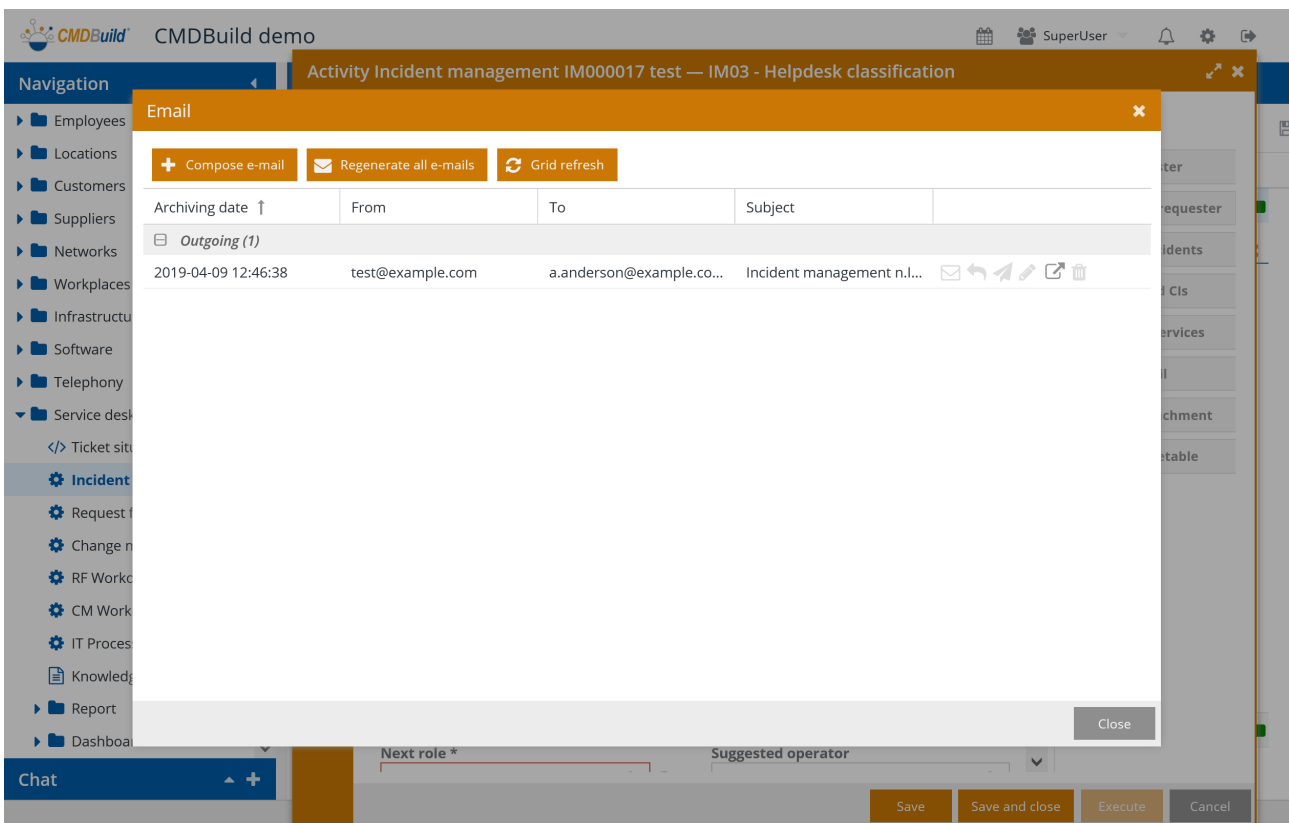 CMDBuild CMDBuild demo SuperUser
Navigation
Activity Incident management IM000017 test — IM03 - Helpdesk classification
Email
Employees
Locations
Customers
Suppliers
Networks
Workplaces
Infrastructu
Software
Telephony
Service desk
</> Ticket situ
Incident
Request f
Change n
RF Workc
CM Work
IT Proces
Knowledg
Report
Dashboar
Chat
Compose e-mail Regenerate all e-mails Grid refresh
Archiving date ↑ From To Subject
Outgoing (1)
2019-04-09 12:46:38 test@example.com a.anderson@example.co... Incident management n.I...
Close
ster
requester
idents
d CIs
ervices
il
chment
etable
Next role * Suggested operator
Save Save and close Execute Cancel